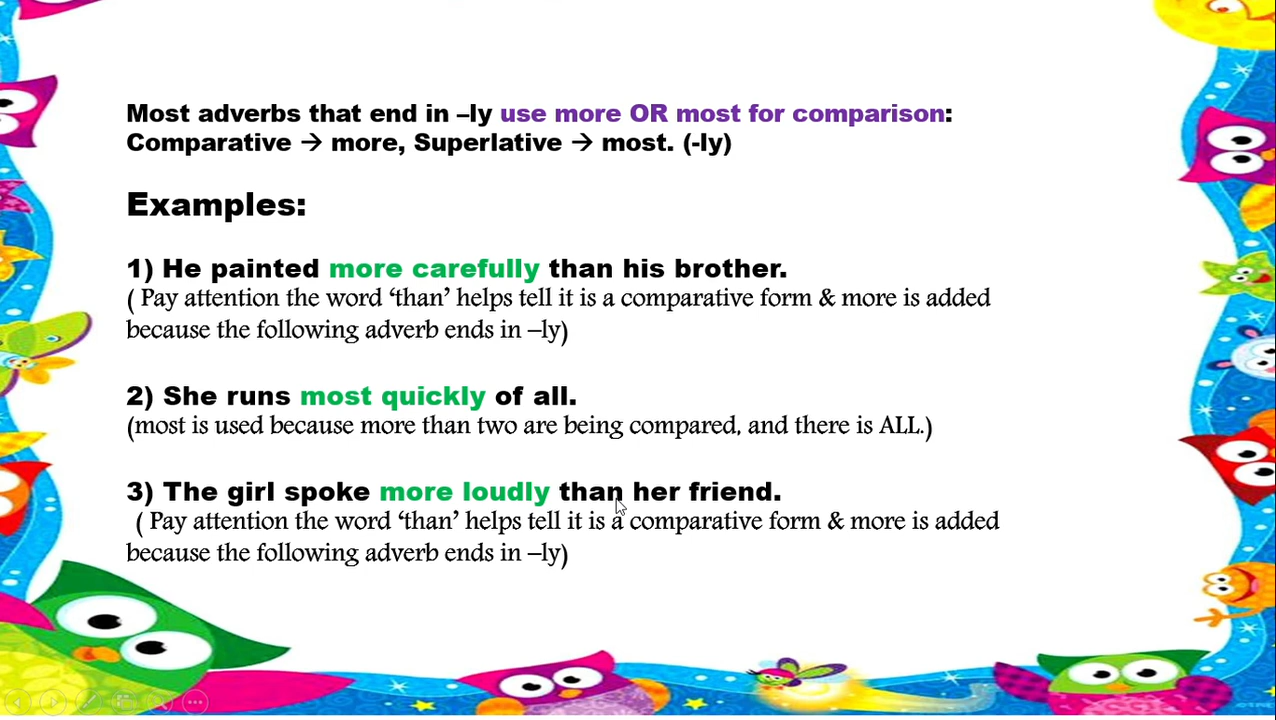 Most adverbs that end in –ly use more OR most for comparison:
Comparative → more, Superlative → most. (-ly)
Examples:
1) He painted more carefully than his brother.
( Pay attention the word ‘than’ helps tell it is a comparative form & more is added
because the following adverb ends in –ly)
2) She runs most quickly of all.
(most is used because more than two are being compared, and there is ALL.)
3) The girl spoke more loudly than her friend.
( Pay attention the word ‘than’ helps tell it is a comparative form & more is added
because the following adverb ends in –ly)